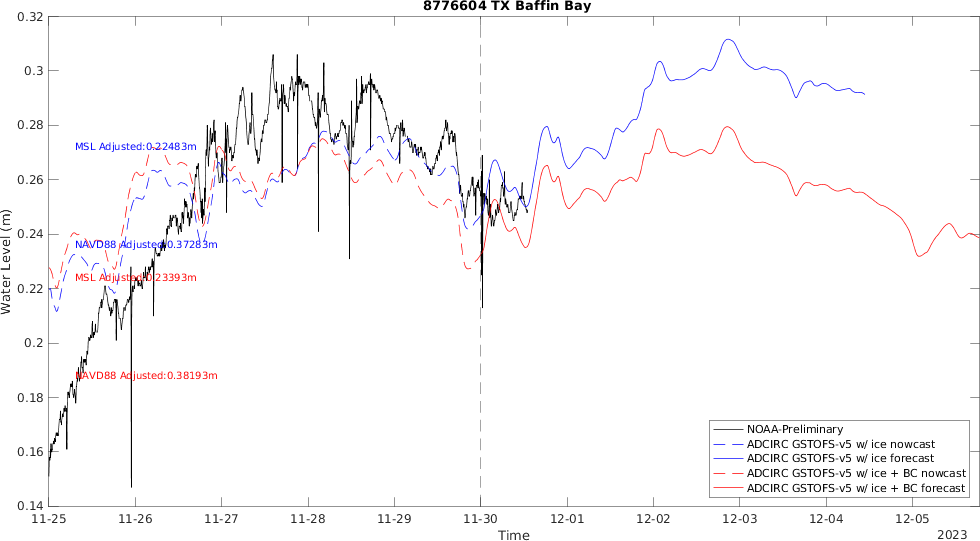 8776604 TX Baffin Bay
0.32
0.3
0.28
0.26
0.24
0.22
0.2
0.18
0.16
0.14
Water Level (m)
MSL Adjusted:0.22483m
NAVD88 Adjusted:0.37283m
MSL Adjusted:0.23393m
NAVD88 Adjusted:0.38193m
NOAA-Preliminary
ADCIRC GSTOFS-v5 w/ ice nowcast
ADCIRC GSTOFS-v5 w/ ice forecast
ADCIRC GSTOFS-v5 w/ ice + BC nowcast
ADCIRC GSTOFS-v5 w/ ice + BC forecast
11-25 11-26 11-27 11-28 11-29 11-30 12-01 12-02 12-03 12-04 12-05
Time
2023